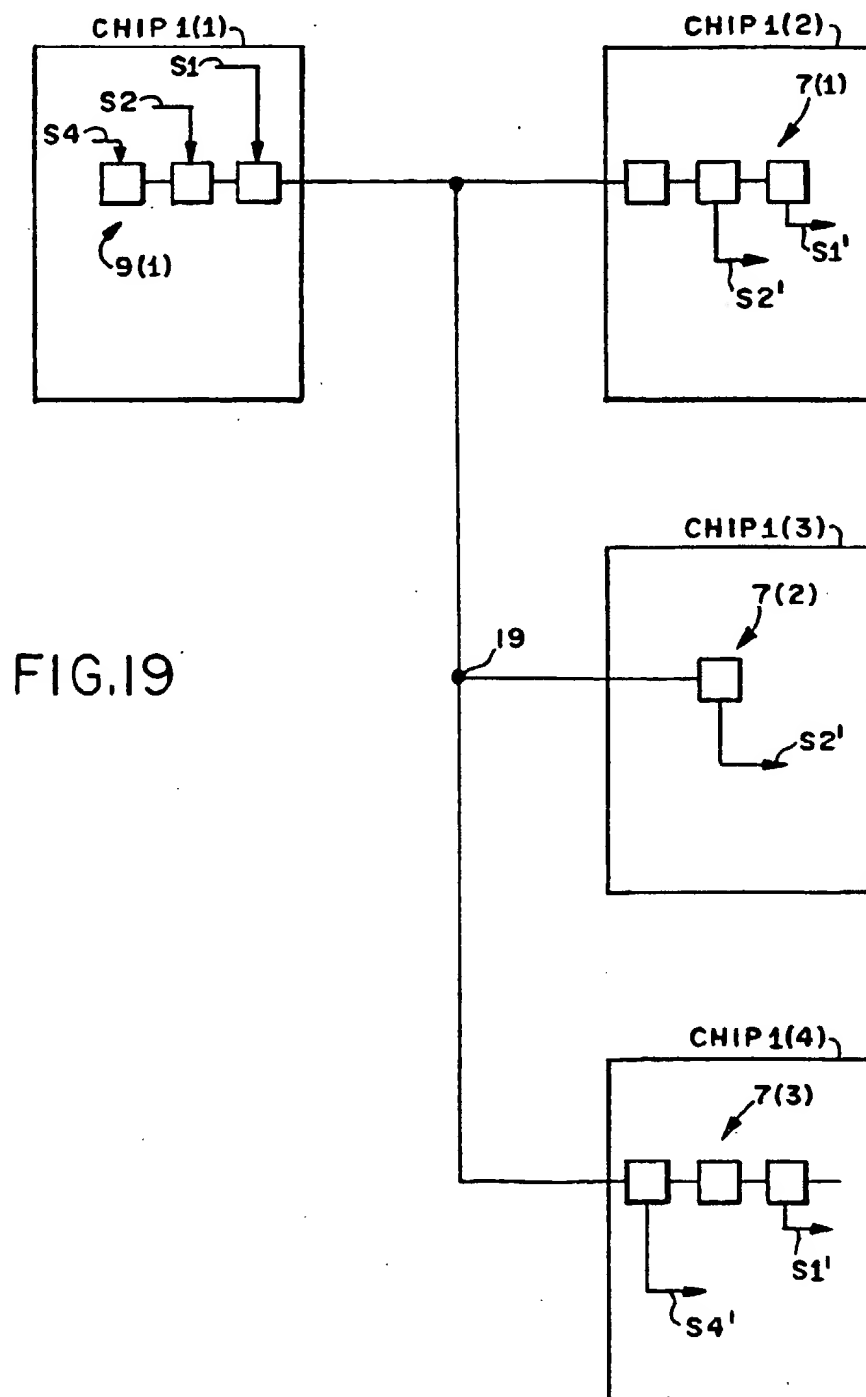 CHIP 1(1)
S1
S2
S4
9(1)
CHIP 1(2)
7(1)
S1'
S2'
CHIP 1(3)
7(2)
19
S2'
FIG.19
CHIP 1(4)
7(3)
S1'
S4'